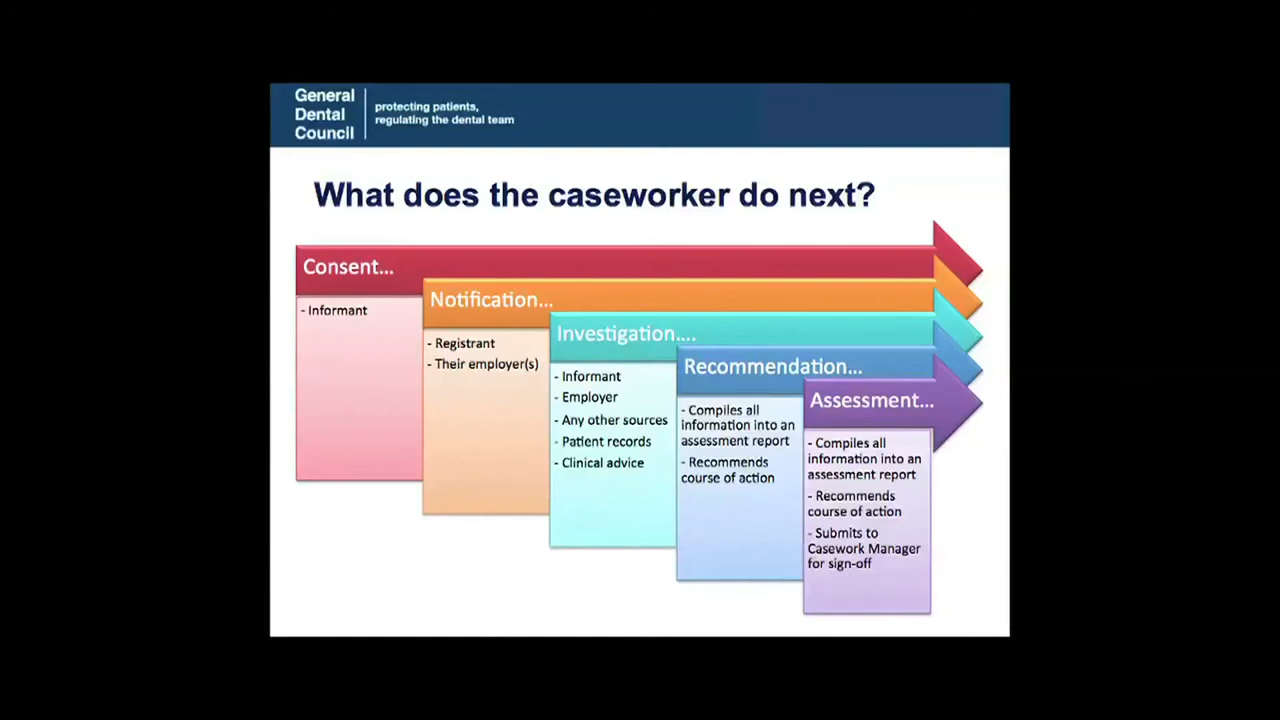 General
Dental
Council
protecting patients,
regulating the dental team
What does the caseworker do next?
Consent...
- Informant
Notification...
- Registrant
- Their employer(s)
Investigation....
- Informant
- Employer
- Any other sources
- Patient records
- Clinical advice
Recommendation...
- Compiles all
information into an
assessment report
- Recommends
course of action
Assessment...
- Compiles all
information into an
assessment report
- Recommends
course of action
- Submits to
Casework Manager
for sign-off